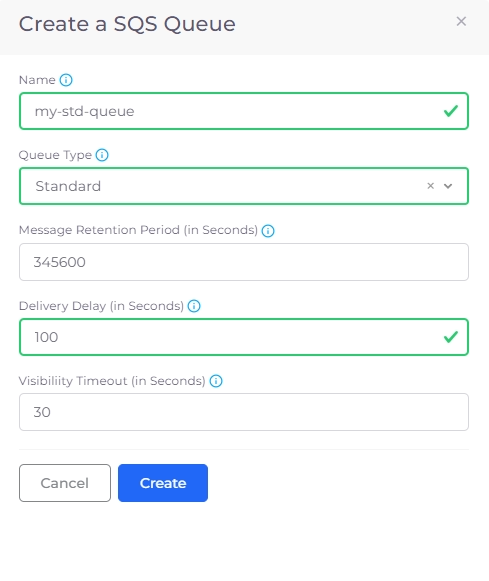 Create a SQS Queue
Name
my-std-queue
Queue Type
Standard
Message Retention Period (in Seconds)
345600
Delivery Delay (in Seconds)
100
Visibiliity Timeout (in Seconds)
30
Cancel Create